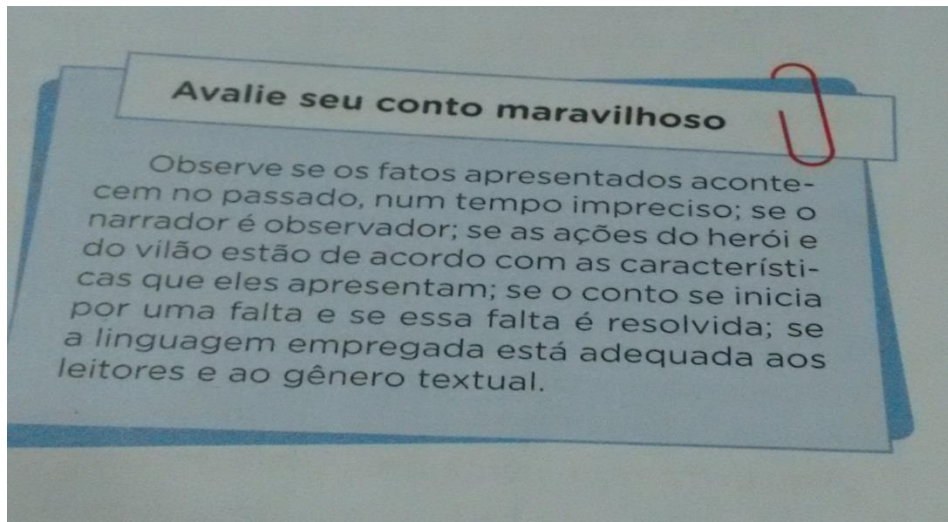 Avalie seu conto maravilhoso
Observe se os fatos apresentados aconte-
cem no passado, num tempo impreciso; se o
narrador é observador; se as ações do herói e
do vilão estão de acordo com as característi-
cas que eles apresentam; se o conto se inicia
por uma falta e se essa falta é resolvida; se
a linguagem empregada está adequada aos
leitores e ao gênero textual.